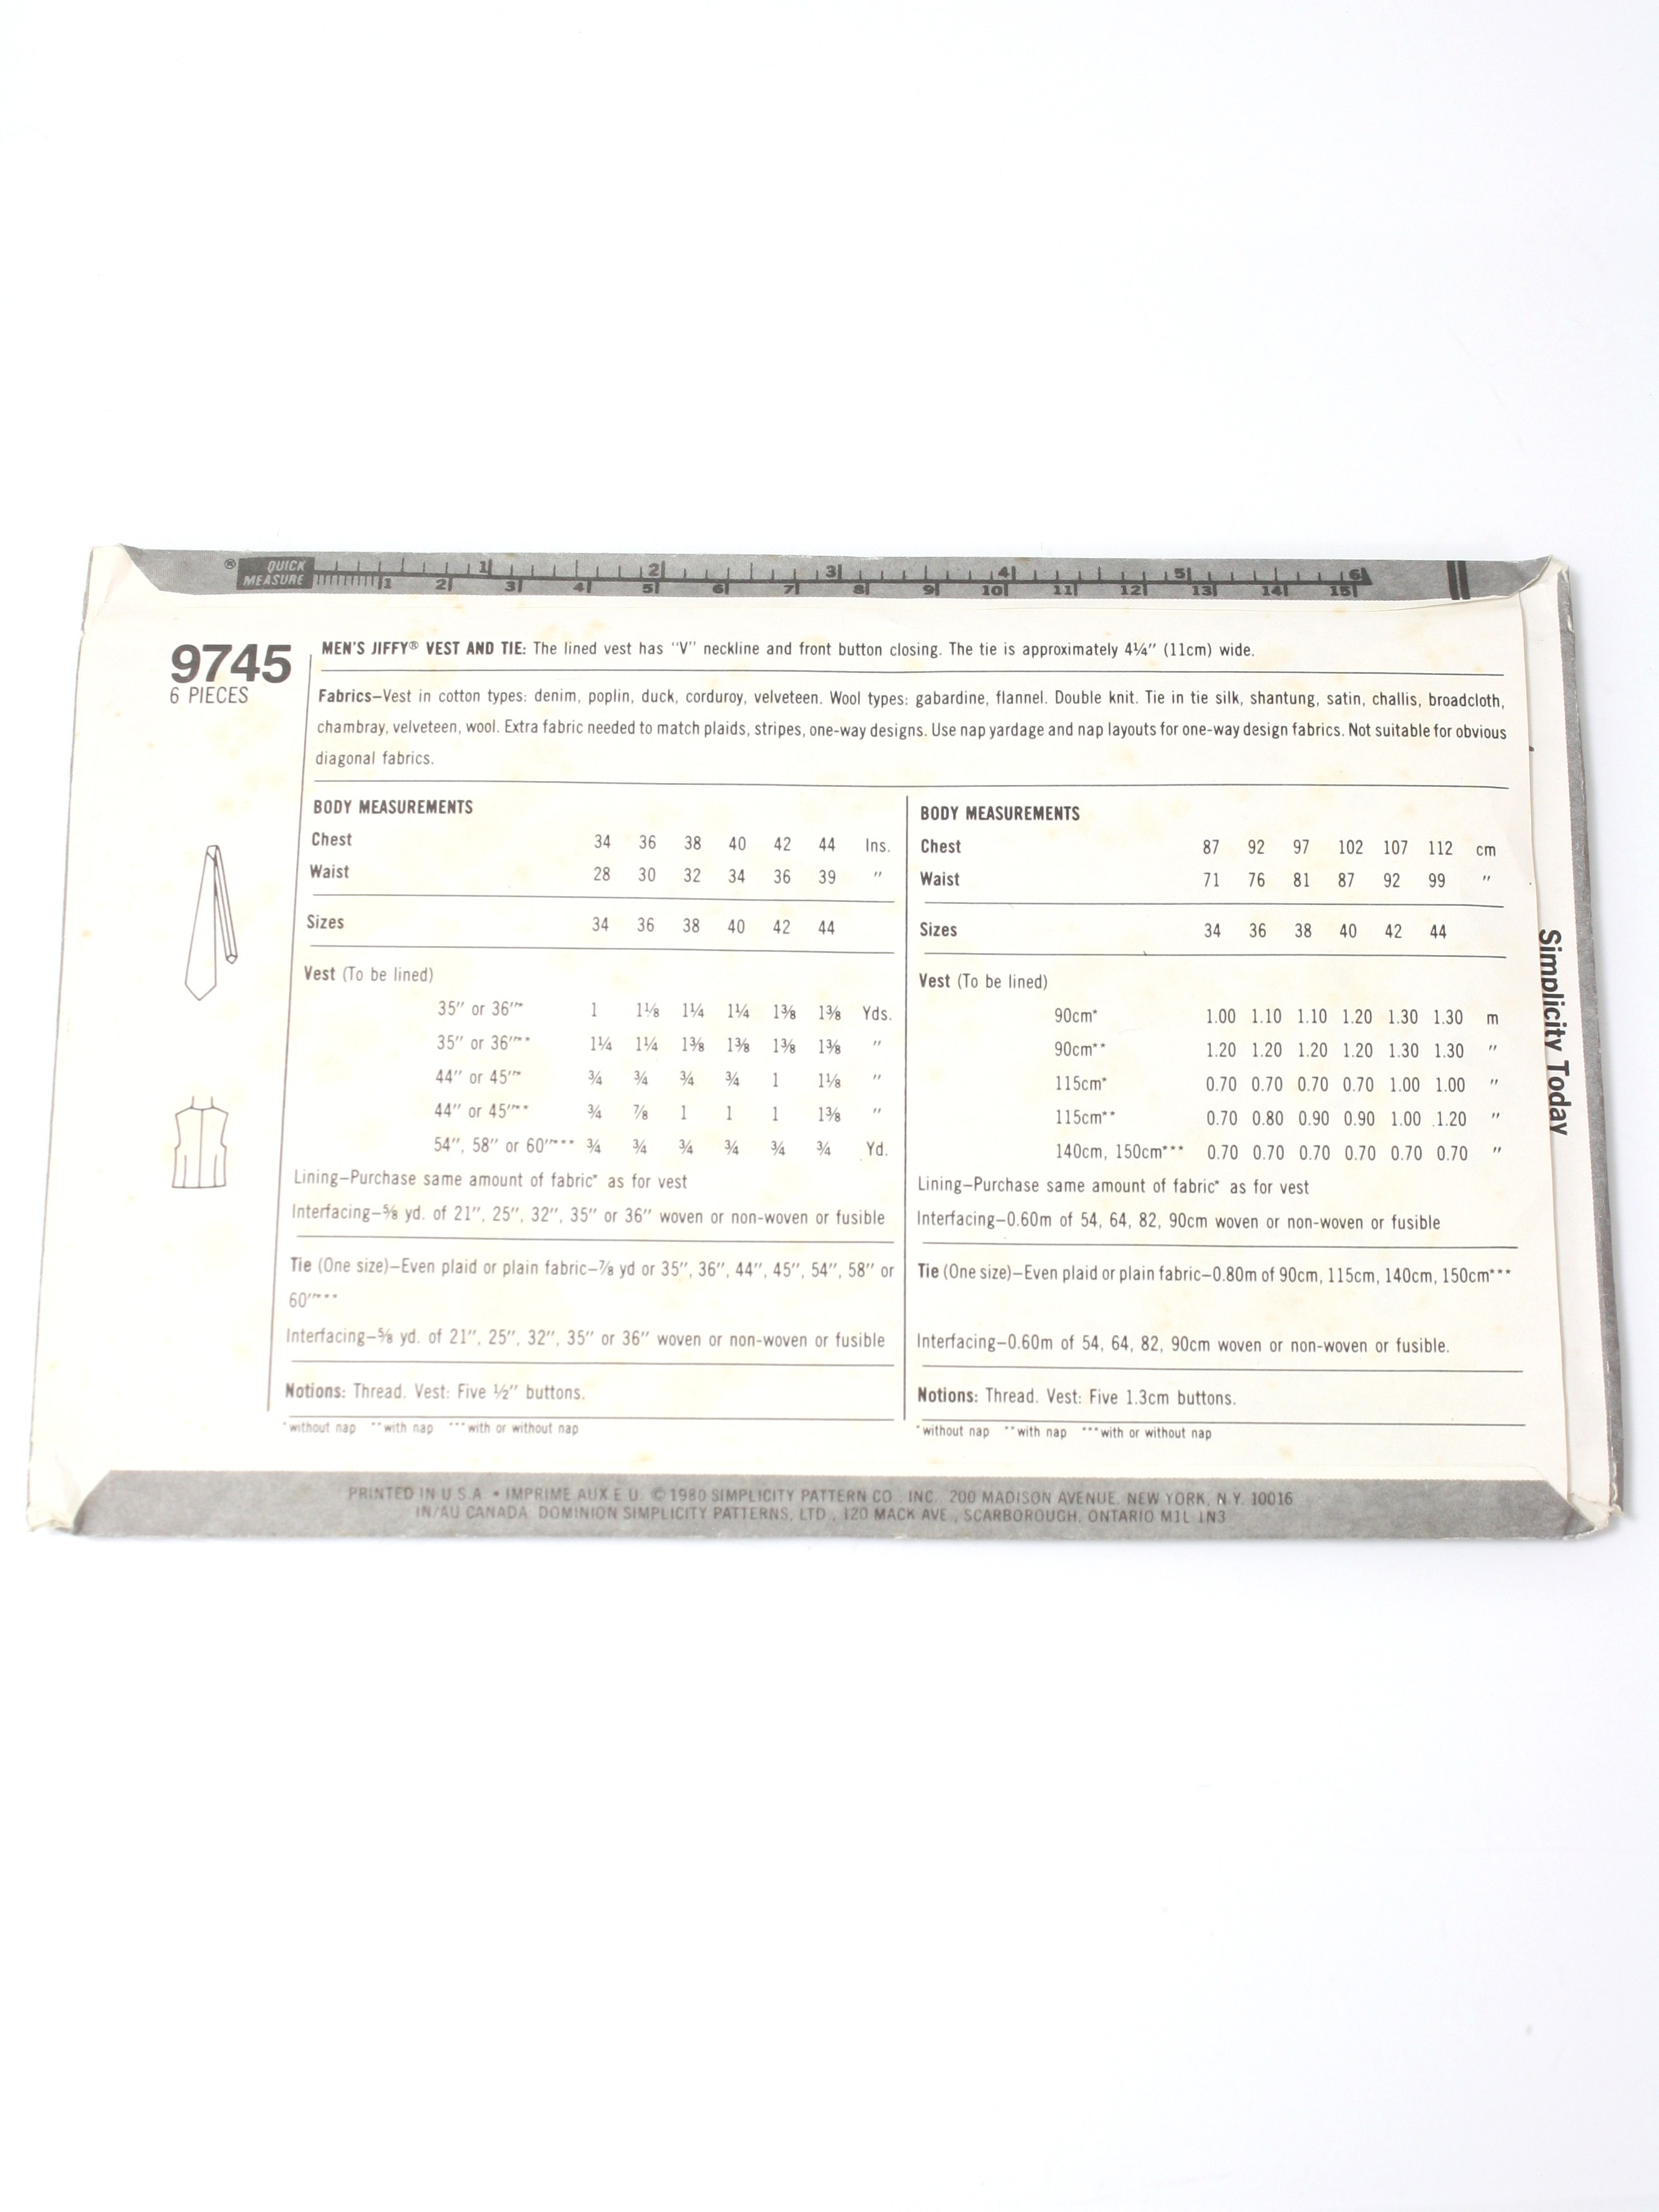 ® QUICK MEASURE
1 2 3 4 5 6
1 2 3 4 5 6 7 8 9 10 11 12 13 14 15
9745
6 PIECES
MEN'S JIFFY® VEST AND TIE: The lined vest has "V" neckline and front button closing. The tie is approximately 4¼" (11cm) wide.
Fabrics—Vest in cotton types: denim, poplin, duck, corduroy, velveteen. Wool types: gabardine, flannel. Double knit. Tie in tie silk, shantung, satin, challis, broadcloth,
chambray, velveteen, wool. Extra fabric needed to match plaids, stripes, one-way designs. Use nap yardage and nap layouts for one-way design fabrics. Not suitable for obvious
diagonal fabrics.
BODY MEASUREMENTS
Chest 34 36 38 40 42 44 Ins.
Waist 28 30 32 34 36 39 "
Sizes 34 36 38 40 42 44
Vest (To be lined)
35" or 36"* 1 1⅛ 1¼ 1¼ 1⅜ 1⅜ Yds.
35" or 36"** 1¼ 1¼ 1⅜ 1⅜ 1⅜ 1⅜ "
44" or 45"* ¾ ¾ ¾ ¾ 1 1⅛ "
44" or 45"** ¾ ⅞ 1 1 1 1⅜ "
54", 58" or 60"*** ¾ ¾ ¾ ¾ ¾ ¾ Yd.
Lining—Purchase same amount of fabric* as for vest
Interfacing—⅝ yd. of 21", 25", 32", 35" or 36" woven or non-woven or fusible
Tie (One size)—Even plaid or plain fabric—⅞ yd or 35", 36", 44", 45", 54", 58" or
60"***
Interfacing—⅝ yd. of 21", 25", 32", 35" or 36" woven or non-woven or fusible
Notions: Thread. Vest: Five ½" buttons.
*without nap **with nap ***with or without nap
BODY MEASUREMENTS
Chest 87 92 97 102 107 112 cm
Waist 71 76 81 87 92 99 "
Sizes 34 36 38 40 42 44
Vest (To be lined)
90cm* 1.00 1.10 1.10 1.20 1.30 1.30 m
90cm** 1.20 1.20 1.20 1.20 1.30 1.30 "
115cm* 0.70 0.70 0.70 0.70 1.00 1.00 "
115cm** 0.70 0.80 0.90 0.90 1.00 1.20 "
140cm, 150cm*** 0.70 0.70 0.70 0.70 0.70 0.70 "
Lining—Purchase same amount of fabric* as for vest
Interfacing—0.60m of 54, 64, 82, 90cm woven or non-woven or fusible
Tie (One size)—Even plaid or plain fabric—0.80m of 90cm, 115cm, 140cm, 150cm***
Interfacing—0.60m of 54, 64, 82, 90cm woven or non-woven or fusible.
Notions: Thread. Vest: Five 1.3cm buttons.
*without nap **with nap ***with or without nap
Simplicity Today
PRINTED IN U.S.A. • IMPRIME AUX E.U. © 1980 SIMPLICITY PATTERN CO. INC. 200 MADISON AVENUE, NEW YORK, N.Y. 10016
IN/AU CANADA DOMINION SIMPLICITY PATTERNS, LTD., 120 MACK AVE., SCARBOROUGH, ONTARIO M1L 1N3